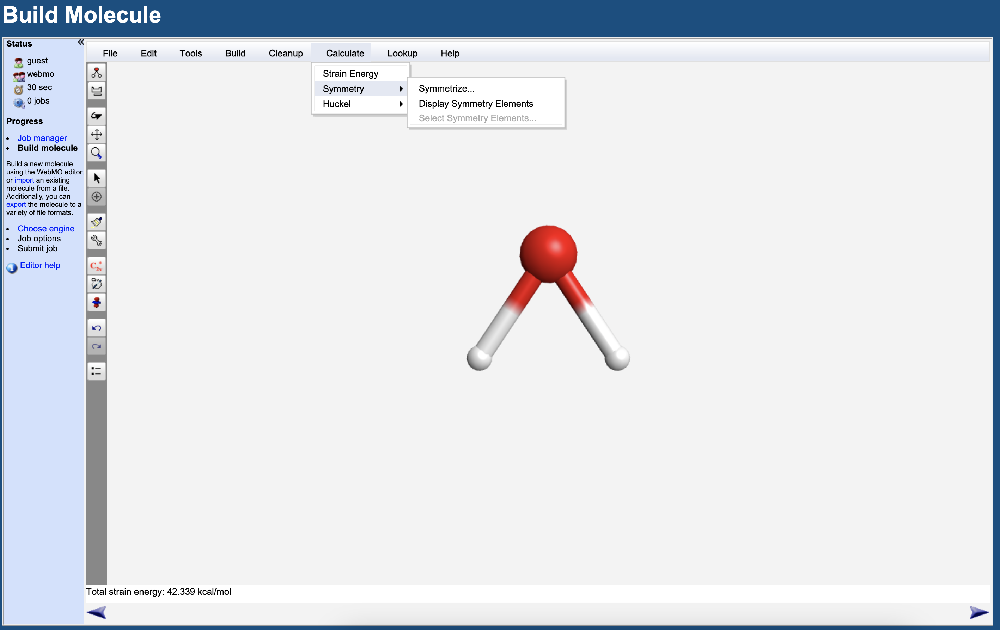 Build Molecule
Status
guest
webmo
30 sec
0 jobs
Progress
Job manager
Build molecule
Build a new molecule
using the WebMO editor,
or import an existing
molecule from a file.
Additionally, you can
export the molecule to a
variety of file formats.
Choose engine
Job options
Submit job
Editor help
File Edit Tools Build Cleanup Calculate Lookup Help
Strain Energy
Symmetry
Huckel
Symmetrize...
Display Symmetry Elements
Select Symmetry Elements...
C2v*
C2v
Total strain energy: 42.339 kcal/mol